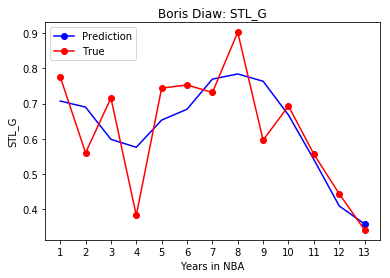 Boris Diaw: STL_G
Prediction
True
STL_G
0.9
0.8
0.7
0.6
0.5
0.4
1 2 3 4 5 6 7 8 9 10 11 12 13
Years in NBA